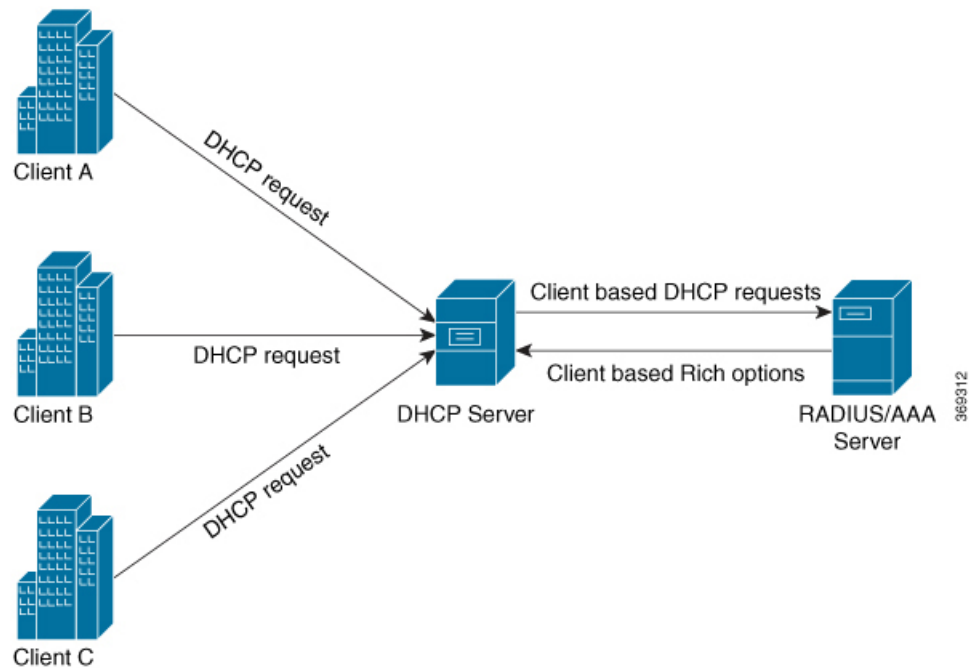 Client A
DHCP request
Client B
DHCP request
Client C
DHCP request
DHCP Server
Client based DHCP requests
Client based Rich options
RADIUS/AAA
Server
369312